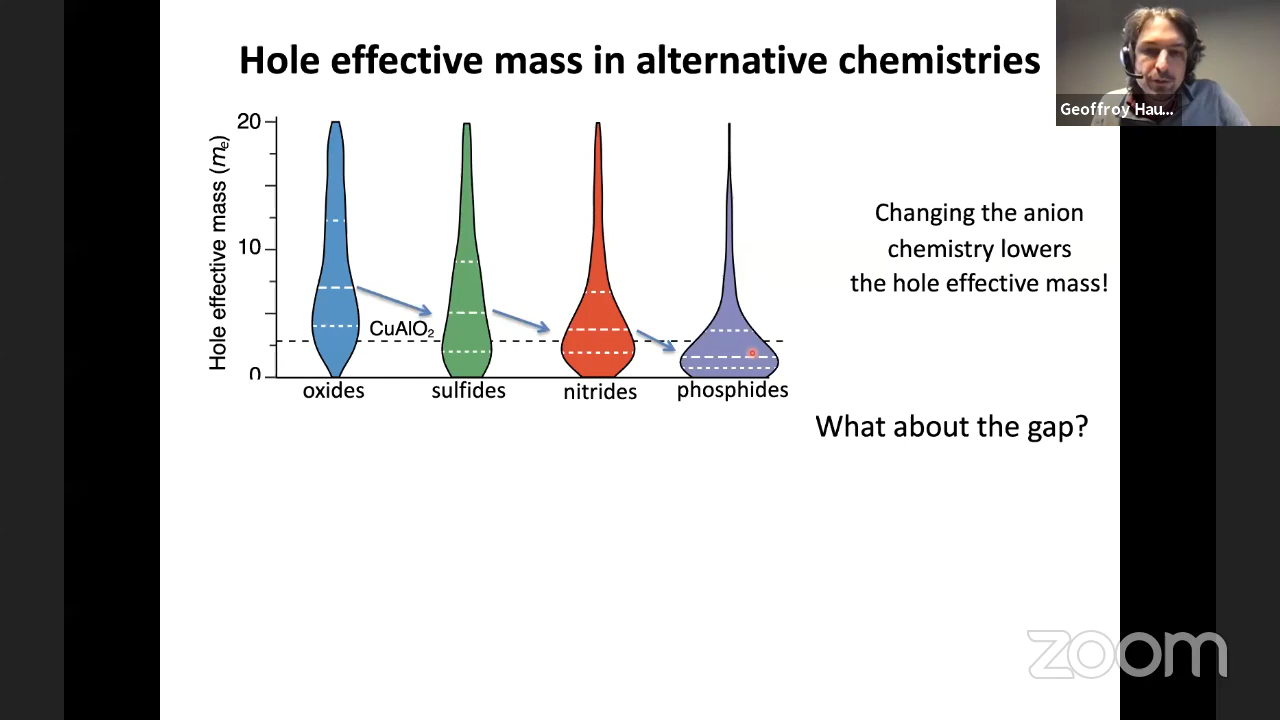 Hole effective mass in alternative chemistries
Geoffroy Hau...
Hole effective mass (mₑ)
20
10
0
CuAlO₂
oxides
sulfides
nitrides
phosphides
Changing the anion
chemistry lowers
the hole effective mass!
What about the gap?
zoom